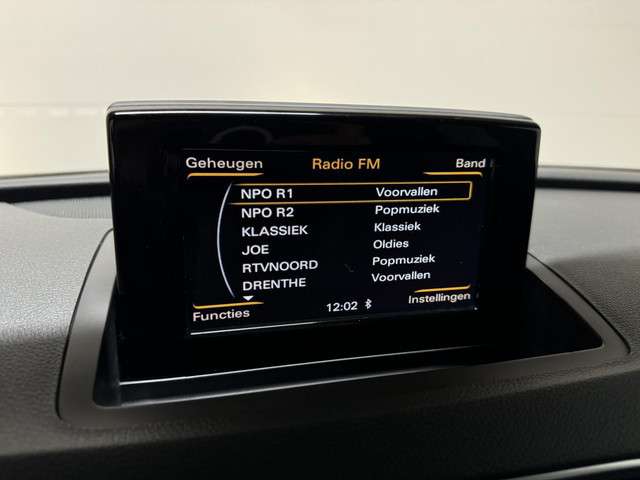 Geheugen Radio FM Band
NPO R1 Voorvallen
NPO R2 Popmuziek
KLASSIEK Klassiek
JOE Oldies
RTVNOORD Popmuziek
DRENTHE Voorvallen
Functies 12:02 Instellingen